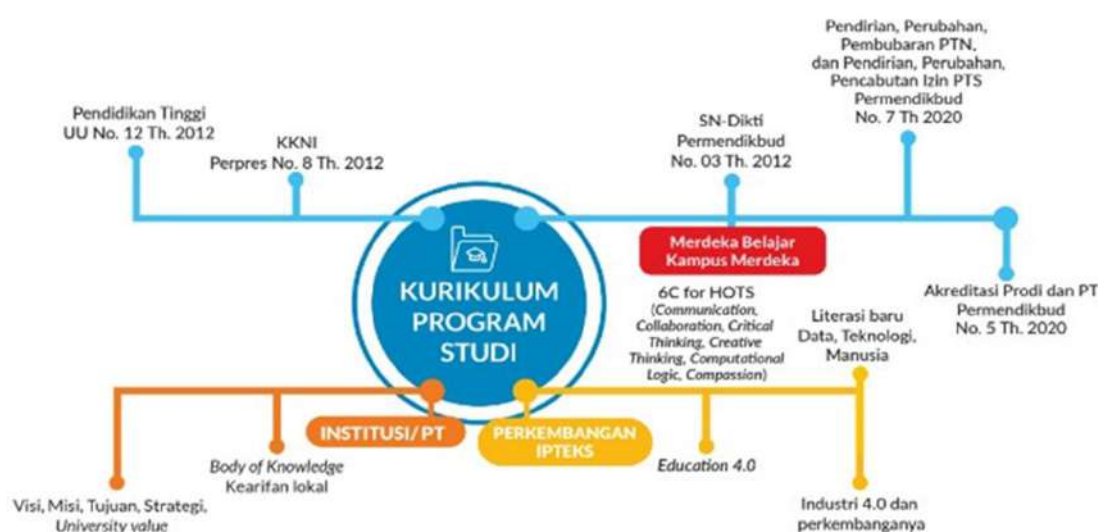 Pendirian, Perubahan,
Pembubaran PTN,
dan Pendirian, Perubahan,
Pencabutan Izin PTS
Permendikbud
No. 7 Th 2020
Pendidikan Tinggi
UU No. 12 Th. 2012
KKNI
Perpres No. 8 Th. 2012
SN-Dikti
Permendikbud
No. 03 Th. 2012
Merdeka Belajar
Kampus Merdeka
Akreditasi Prodi dan PT
Permendikbud
No. 5 Th. 2020
KURIKULUM
PROGRAM
STUDI
6C for HOTS
(Communication,
Collaboration, Critical
Thinking, Creative
Thinking, Computational
Logic, Compassion)
Literasi baru
Data, Teknologi,
Manusia
INSTITUSI/PT
PERKEMBANGAN
IPTEKS
Body of Knowledge
Kearifan lokal
Education 4.0
Visi, Misi, Tujuan, Strategi,
University value
Industri 4.0 dan
perkembanganya